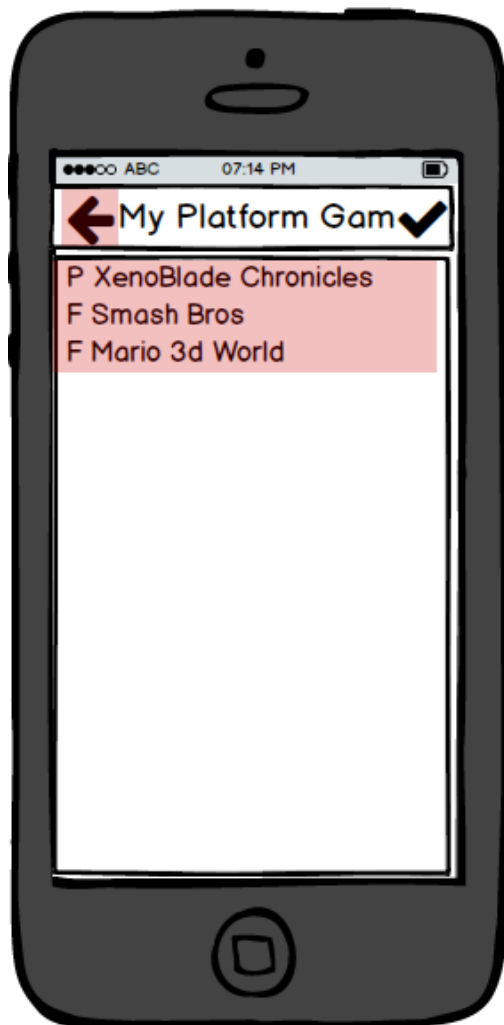 ABC 07:14 PM
My Platform Gam
P XenoBlade Chronicles
F Smash Bros
F Mario 3d World